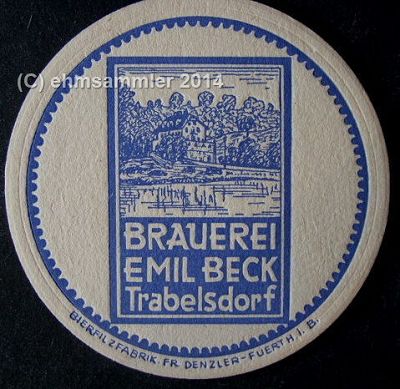 (C) ehmsammler 2014
BRAUEREI
EMIL BECK
Trabelsdorf
BIERFILZFABRIK. FR. DENZLER-FUERTH. I. B.